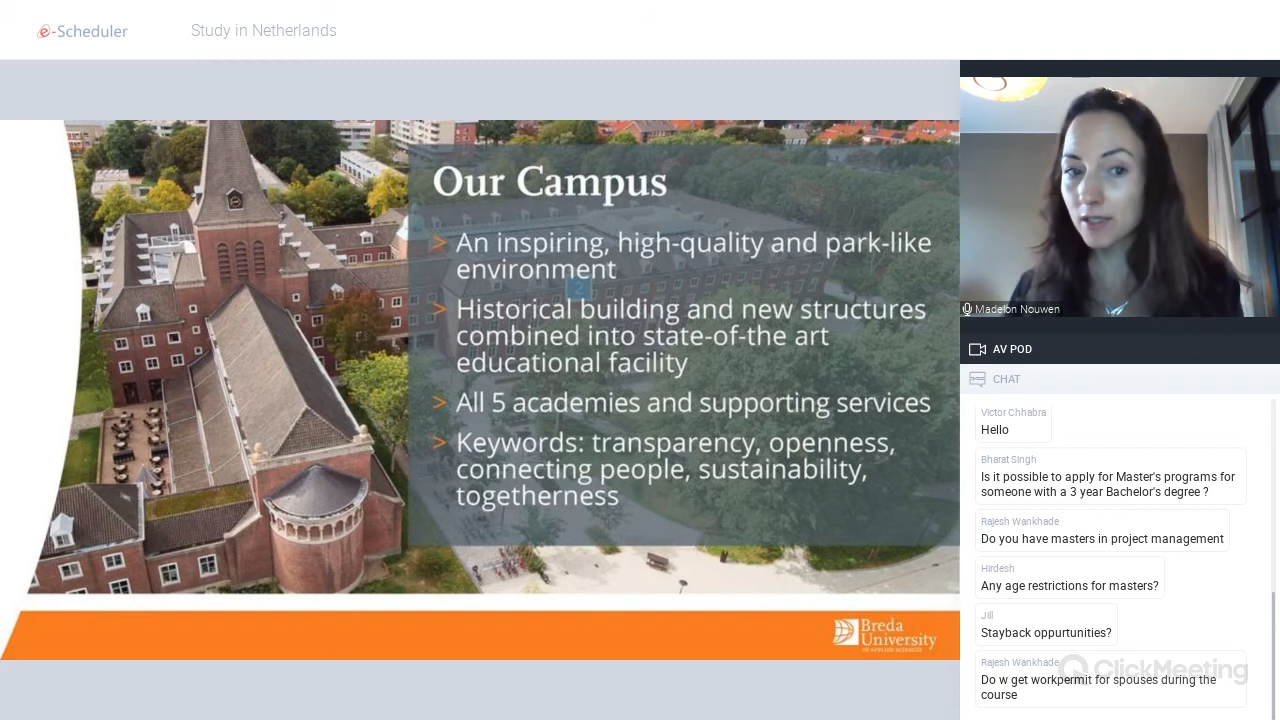 e-Scheduler
Study in Netherlands
Our Campus
> An inspiring, high-quality and park-like
environment
> Historical building and new structures
combined into state-of-the art
educational facility
> All 5 academies and supporting services
> Keywords: transparency, openness,
connecting people, sustainability,
togetherness
2
Breda
University
OF APPLIED SCIENCES
Madelon Nouwen
AV POD
CHAT
Victor Chhabra
Hello
Bharat Singh
Is it possible to apply for Master's programs for
someone with a 3 year Bachelor's degree ?
Rajesh Wankhade
Do you have masters in project management
Hirdesh
Any age restrictions for masters?
Jill
Stayback oppurtunities?
Rajesh Wankhade
Do w get workpermit for spouses during the
course
ClickMeeting